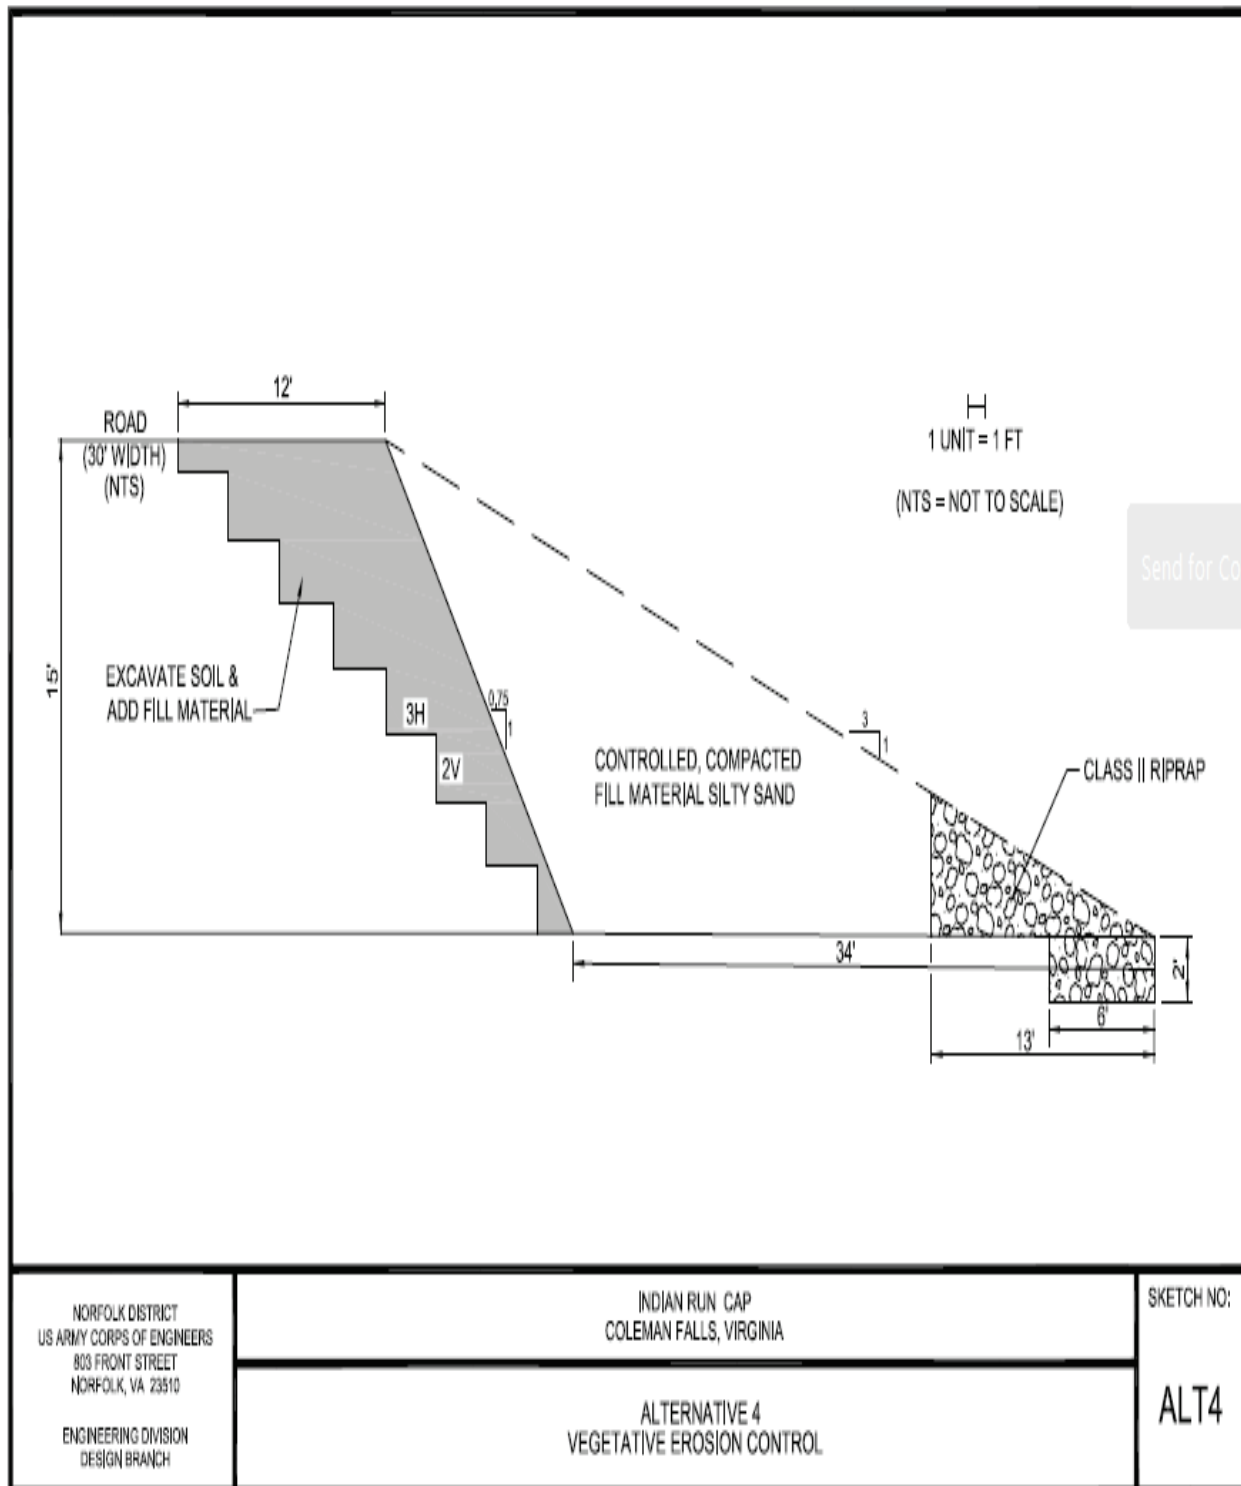 12'
ROAD
(30' WIDTH)
(NTS)
1 UNIT = 1 FT
(NTS = NOT TO SCALE)
Send for Co
15'
EXCAVATE SOIL &
ADD FILL MATERIAL
3H
2V
0.75
1
3
1
CONTROLLED, COMPACTED
FILL MATERIAL SILTY SAND
CLASS II RIPRAP
34'
2'
6'
13'
NORFOLK DISTRICT
US ARMY CORPS OF ENGINEERS
803 FRONT STREET
NORFOLK, VA 23510
ENGINEERING DIVISION
DESIGN BRANCH
INDIAN RUN CAP
COLEMAN FALLS, VIRGINIA
ALTERNATIVE 4
VEGETATIVE EROSION CONTROL
SKETCH NO:
ALT4